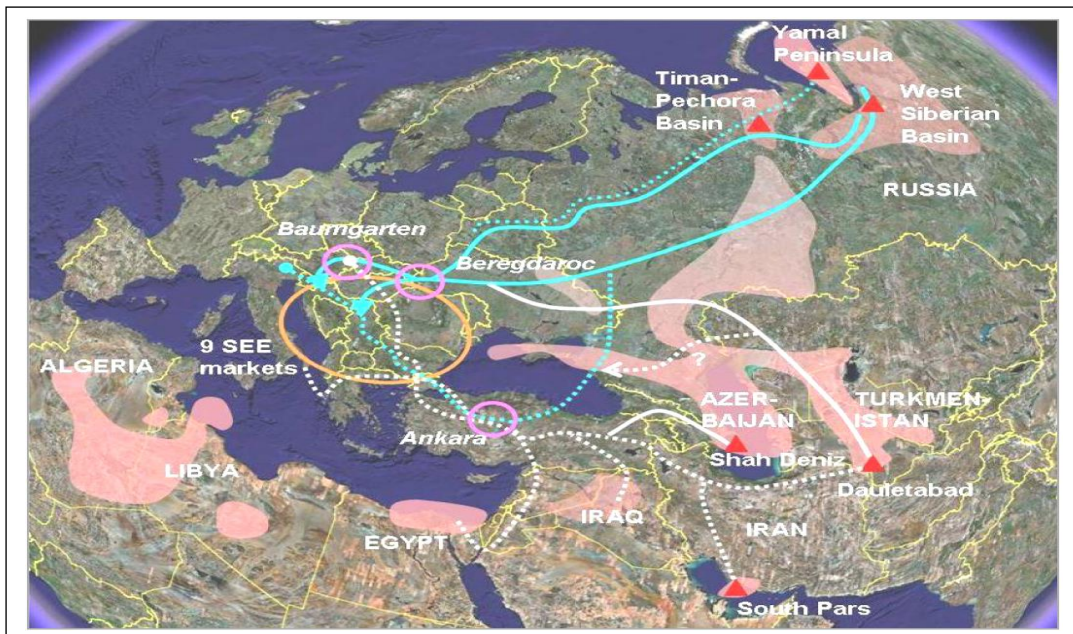 Yamal
Peninsula
Timan-
Pechora
Basin
West
Siberian
Basin
RUSSIA
Baumgarten
Beregdaroc
9 SEE
markets
ALGERIA
?
AZER-
BAIJAN
TURKMEN-
ISTAN
Ankara
Shah Deniz
LIBYA
Dauletabad
IRAQ
IRAN
EGYPT
South Pars